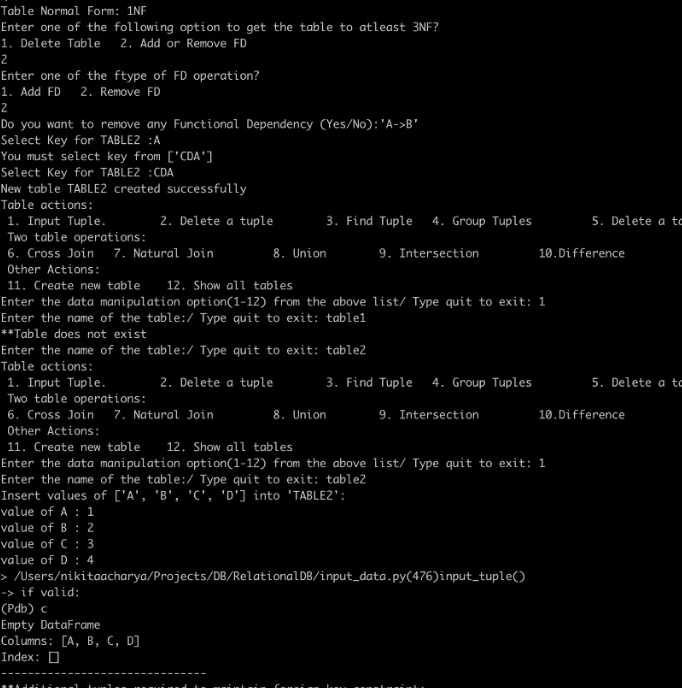 Table Normal Form: 1NF
Enter one of the following option to get the table to atleast 3NF?
1. Delete Table   2. Add or Remove FD
2
Enter one of the ftype of FD operation?
1. Add FD   2. Remove FD
2
Do you want to remove any Functional Dependency (Yes/No):'A->B'
Select Key for TABLE2 :A
You must select key from ['CDA']
Select Key for TABLE2 :CDA
New table TABLE2 created successfully
Table actions:
 1. Input Tuple.        2. Delete a tuple        3. Find Tuple   4. Group Tuples         5. Delete a ta
 Two table operations:
 6. Cross Join   7. Natural Join         8. Union        9. Intersection         10.Difference
 Other Actions:
 11. Create new table    12. Show all tables
Enter the data manipulation option(1-12) from the above list/ Type quit to exit: 1
Enter the name of the table:/ Type quit to exit: table1
**Table does not exist
Enter the name of the table:/ Type quit to exit: table2
Table actions:
 1. Input Tuple.        2. Delete a tuple        3. Find Tuple   4. Group Tuples         5. Delete a ta
 Two table operations:
 6. Cross Join   7. Natural Join         8. Union        9. Intersection         10.Difference
 Other Actions:
 11. Create new table    12. Show all tables
Enter the data manipulation option(1-12) from the above list/ Type quit to exit: 1
Enter the name of the table:/ Type quit to exit: table2
Insert values of ['A', 'B', 'C', 'D'] into 'TABLE2':
value of A : 1
value of B : 2
value of C : 3
value of D : 4
> /Users/nikitaacharya/Projects/DB/RelationalDB/input_data.py(476)input_tuple()
-> if valid:
(Pdb) c
Empty DataFrame
Columns: [A, B, C, D]
Index: []
------------------------------
**Additional tuples required to maintain foreign key constraint: